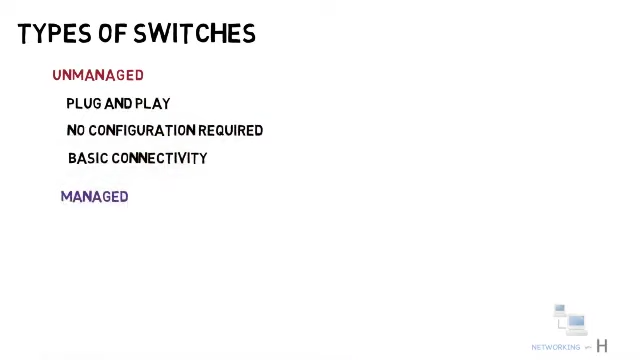 TYPES OF SWITCHES
UNMANAGED
PLUG AND PLAY
NO CONFIGURATION REQUIRED
BASIC CONNECTIVITY
MANAGED
NETWORKING H